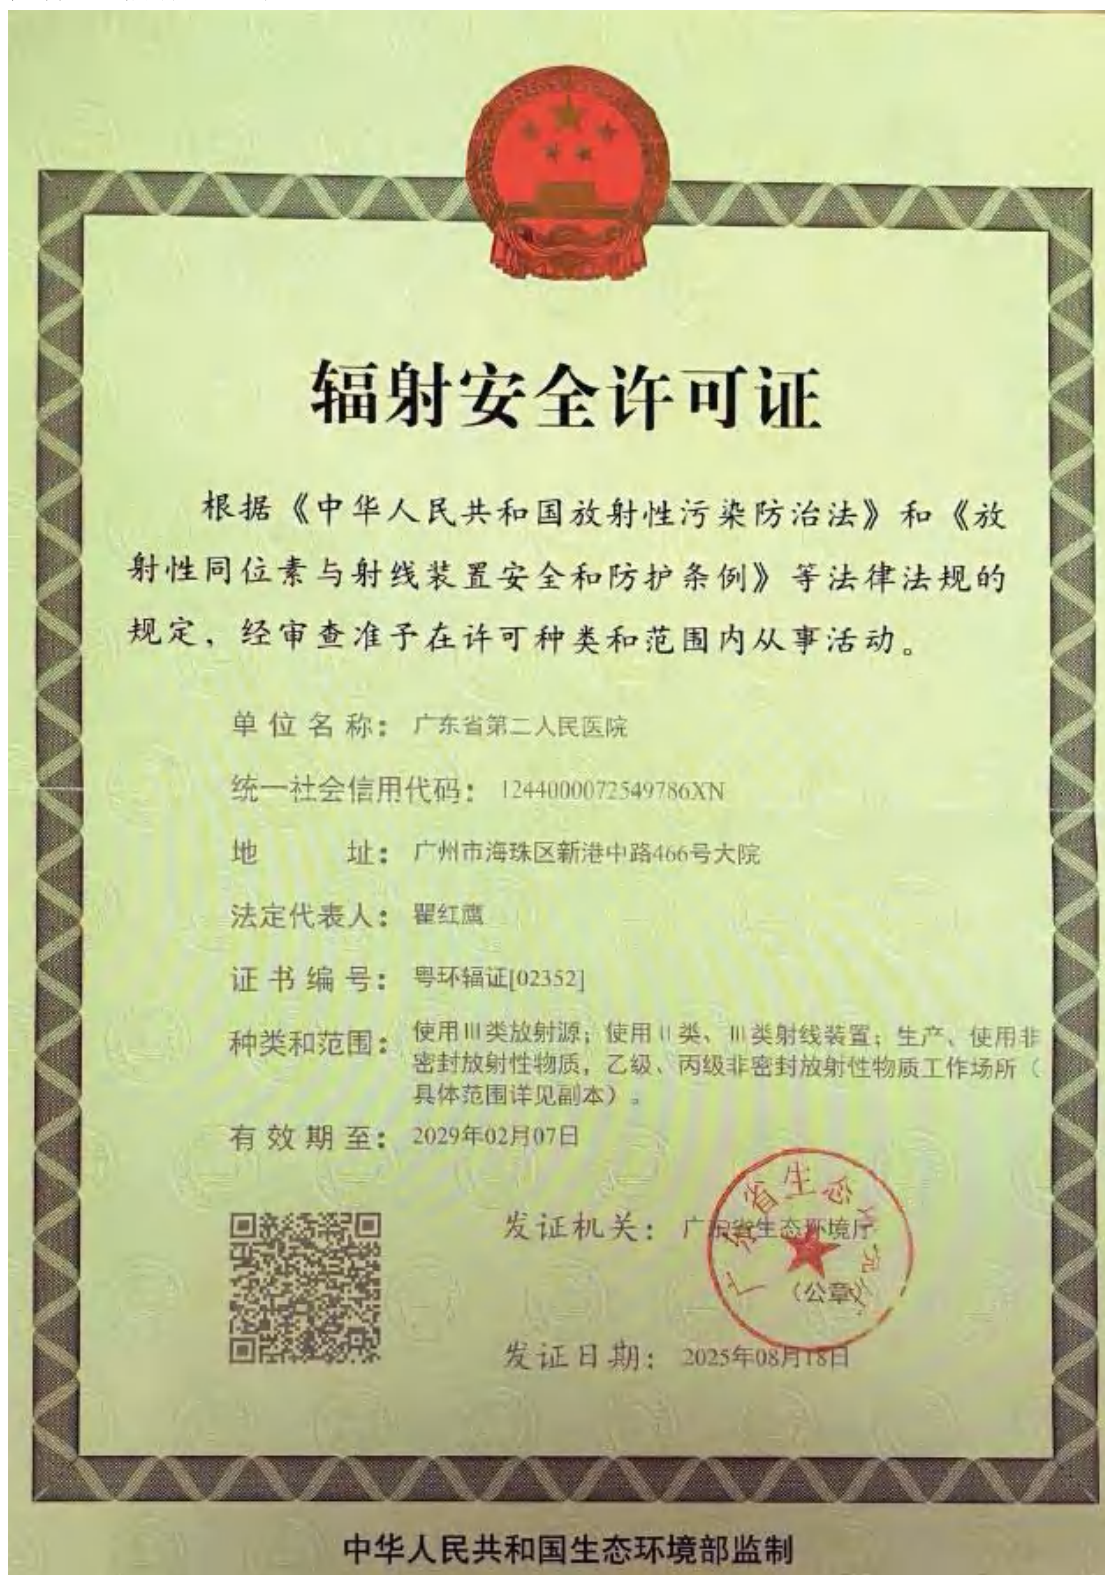 辐射安全许可证
根据《中华人民共和国放射性污染防治法》和《放
射性同位素与射线装置安全和防护条例》等法律法规的
规定，经审查准予在许可种类和范围内从事活动。
单位名称：广东省第二人民医院
统一社会信用代码：1244000072549786XN
地址：广州市海珠区新港中路466号大院
法定代表人：瞿红鹰
证书编号：粤环辐证[02352]
种类和范围：使用III类放射源；使用II类、III类射线装置；生产、使用非
密封放射性物质，乙级、丙级非密封放射性物质工作场所（
具体范围详见副本）。
有效期至：2029年02月07日
发证机关：广东省生态环境厅
（公章）
发证日期：2025年08月18日
中华人民共和国生态环境部监制